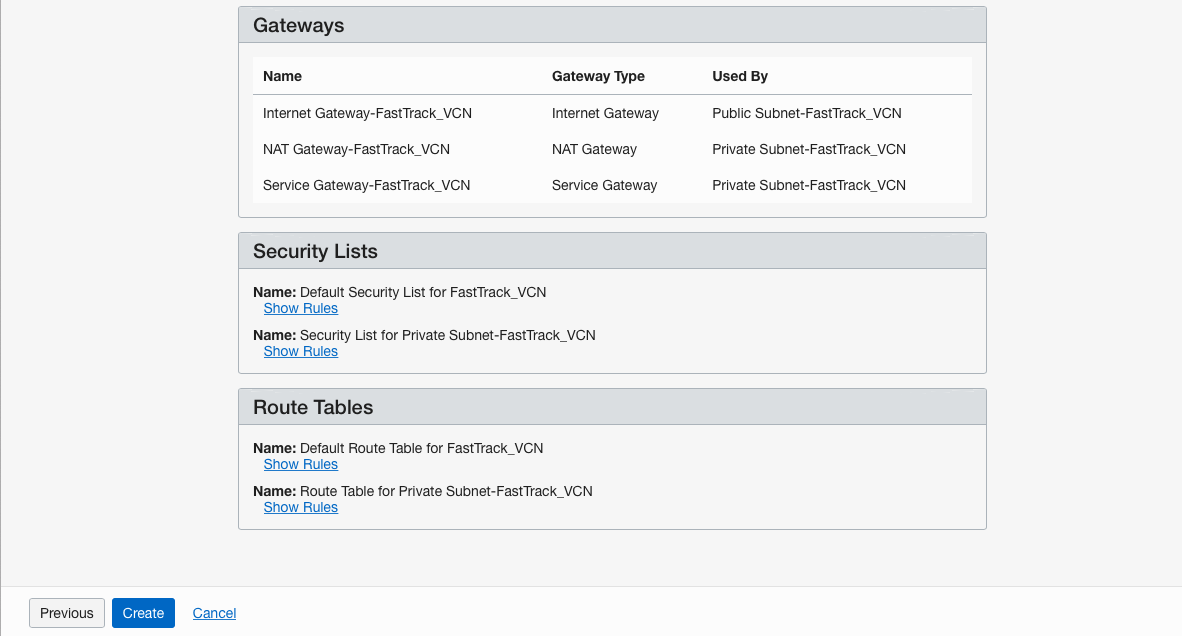 Gateways
Name Gateway Type Used By
Internet Gateway-FastTrack_VCN Internet Gateway Public Subnet-FastTrack_VCN
NAT Gateway-FastTrack_VCN NAT Gateway Private Subnet-FastTrack_VCN
Service Gateway-FastTrack_VCN Service Gateway Private Subnet-FastTrack_VCN
Security Lists
Name: Default Security List for FastTrack_VCN
Show Rules
Name: Security List for Private Subnet-FastTrack_VCN
Show Rules
Route Tables
Name: Default Route Table for FastTrack_VCN
Show Rules
Name: Route Table for Private Subnet-FastTrack_VCN
Show Rules
Previous Create Cancel